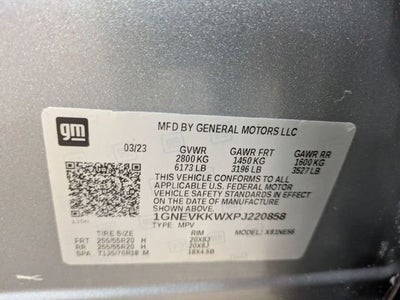 gm
MFD BY GENERAL MOTORS LLC
03/23 GVWR GAWR FRT GAWR RR
2800 KG 1450 KG 1600 KG
6173 LB 3196 LB 3527 LB
THIS VEHICLE CONFORMS TO ALL
APPLICABLE U.S. FEDERAL MOTOR
VEHICLE SAFETY STANDARDS IN EFFECT
ON THE DATE OF MANUFACTURE
SHOWN ABOVE.
1GNEVKKWXPJ220858
TYPE: MPV MODEL:
TIRE SIZE RIM COLD TIRE PRESSURE
FRT 255/55R20 H 20X8J
RR 255/55R20 H 20X8J
SPA T135/70R18 M 18X4.5B